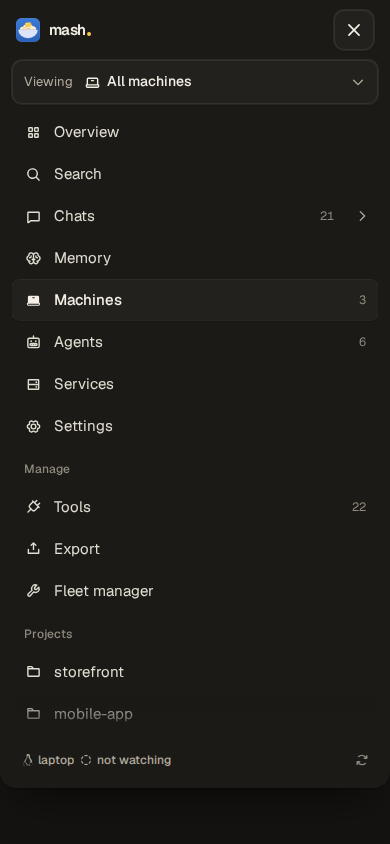 mash.
Viewing All machines
Overview
Search
Chats 21
Memory
Machines 3
Agents 6
Services
Settings
Manage
Tools 22
Export
Fleet manager
Projects
storefront
mobile-app
laptop not watching